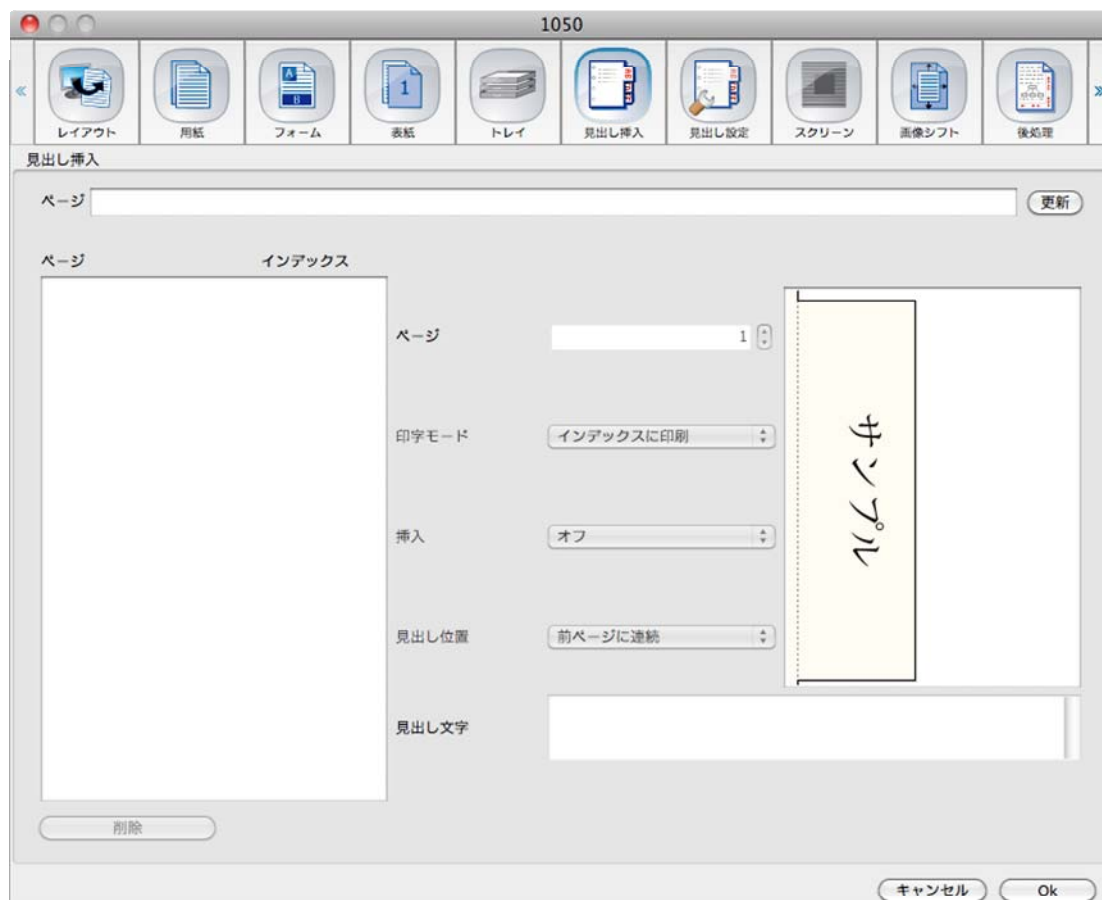 1050
« レイアウト 用紙 フォーム 表紙 トレイ 見出し挿入 見出し設定 スクリーン 画像シフト 後処理 »
見出し挿入
ページ 更新
ページ インデックス
ページ 1
印字モード インデックスに印刷
挿入 オフ
見出し位置 前ページに連続
サンプル
見出し文字
削除
キャンセル Ok